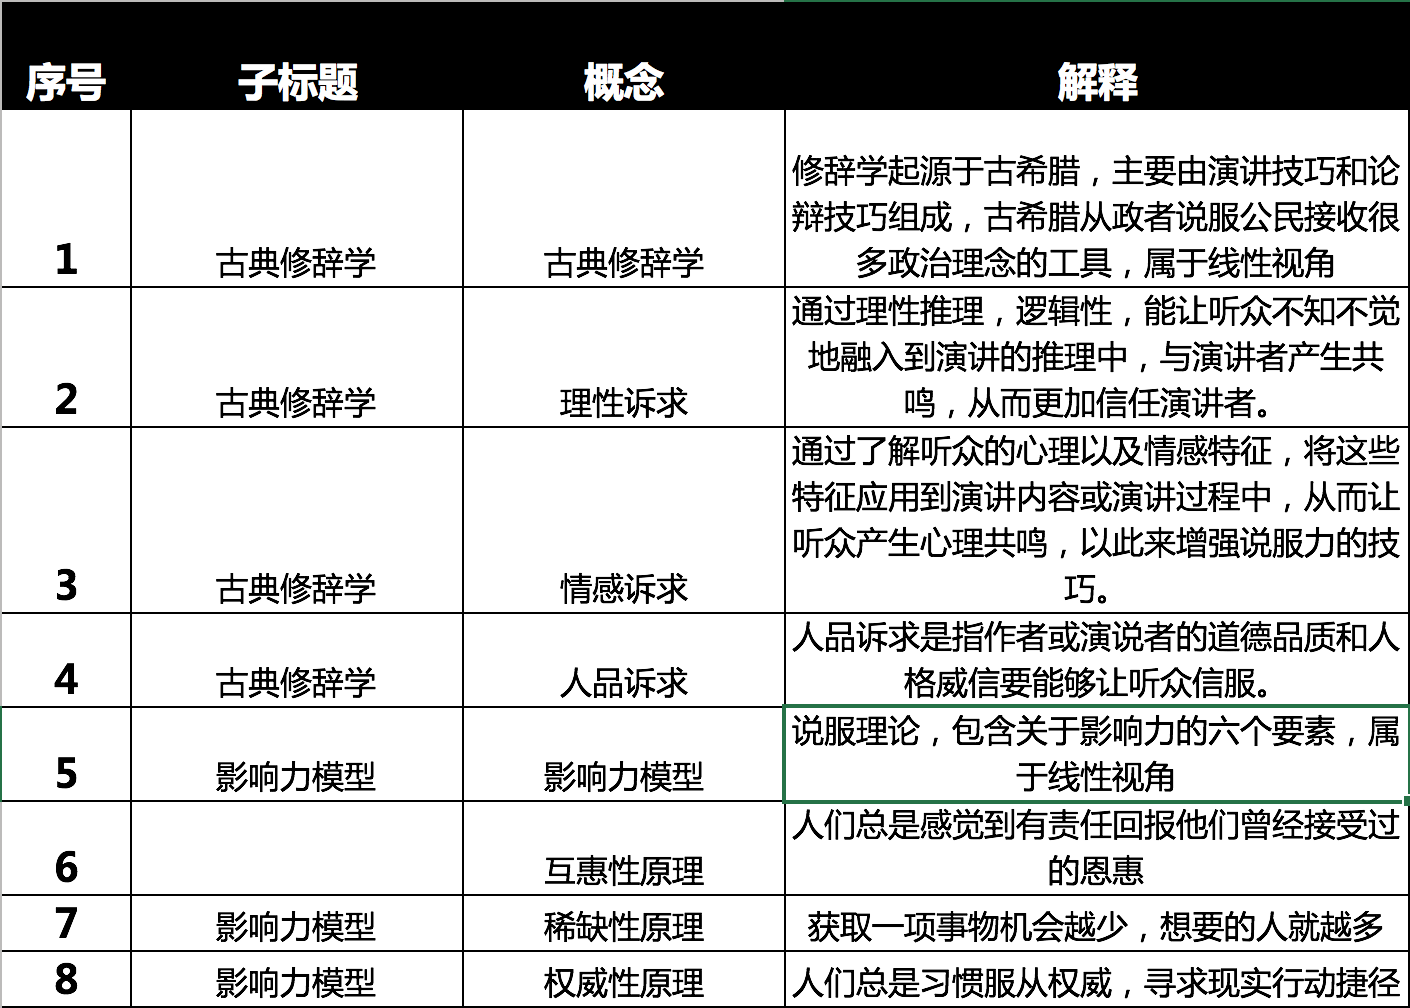 序号 子标题 概念 解释
修辞学起源于古希腊，主要由演讲技巧和论
辩技巧组成，古希腊从政者说服公民接收很
1 古典修辞学 古典修辞学 多政治理念的工具，属于线性视角
通过理性推理，逻辑性，能让听众不知不觉
地融入到演讲的推理中，与演讲者产生共
2 古典修辞学 理性诉求 鸣，从而更加信任演讲者。
通过了解听众的心理以及情感特征，将这些
特征应用到演讲内容或演讲过程中，从而让
听众产生心理共鸣，以此来增强说服力的技
3 古典修辞学 情感诉求 巧。
人品诉求是指作者或演说者的道德品质和人
4 古典修辞学 人品诉求 格威信要能够让听众信服。
说服理论，包含关于影响力的六个要素，属
5 影响力模型 影响力模型 于线性视角
人们总是感觉到有责任回报他们曾经接受过
6 互惠性原理 的恩惠
7 影响力模型 稀缺性原理 获取一项事物机会越少，想要的人就越多
8 影响力模型 权威性原理 人们总是习惯服从权威，寻求现实行动捷径